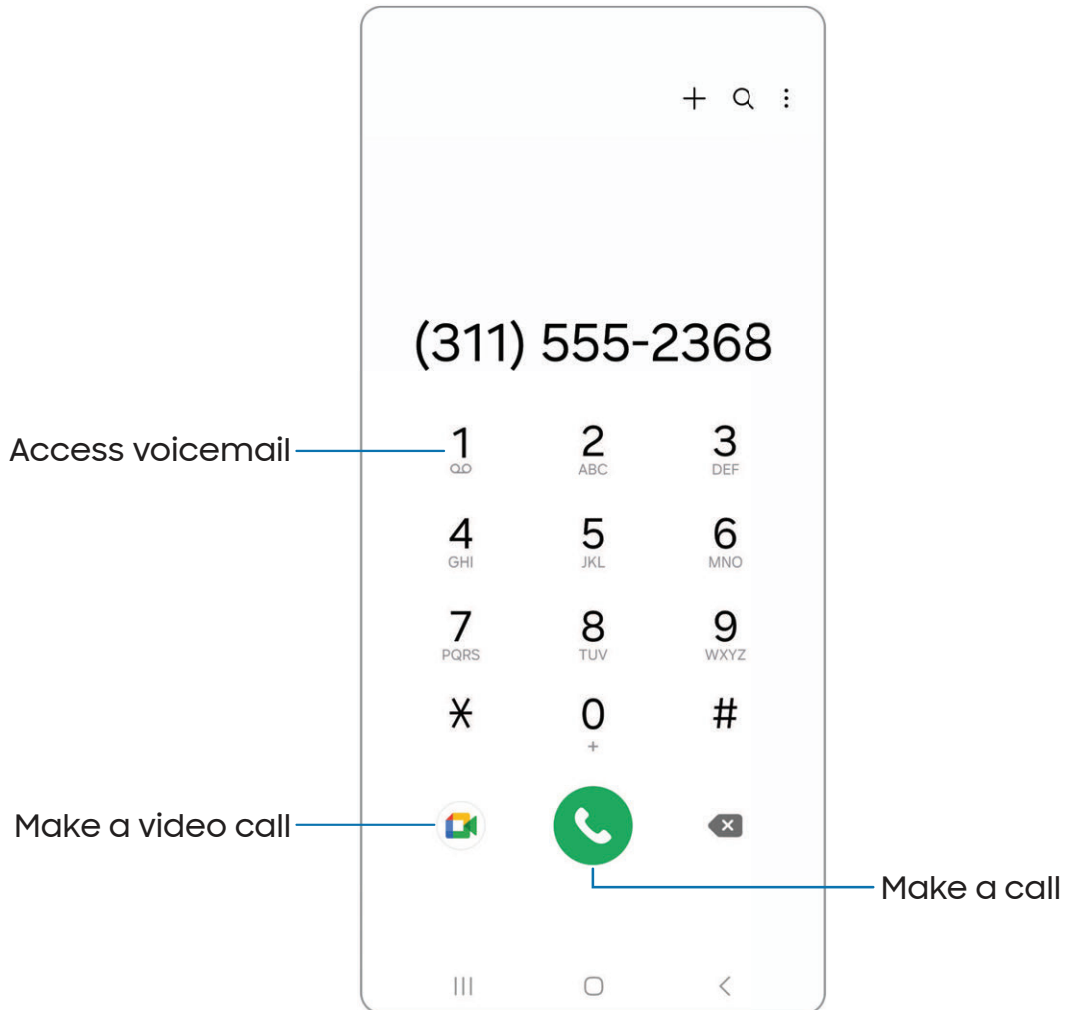 (311) 555-2368
Access voicemail
1 2 3
ABC DEF
4 5 6
GHI JKL MNO
7 8 9
PQRS TUV WXYZ
* 0 #
+
Make a video call
Make a call